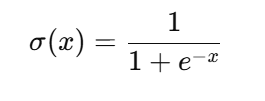 σ(x) = 1 / (1 + e^{-x})